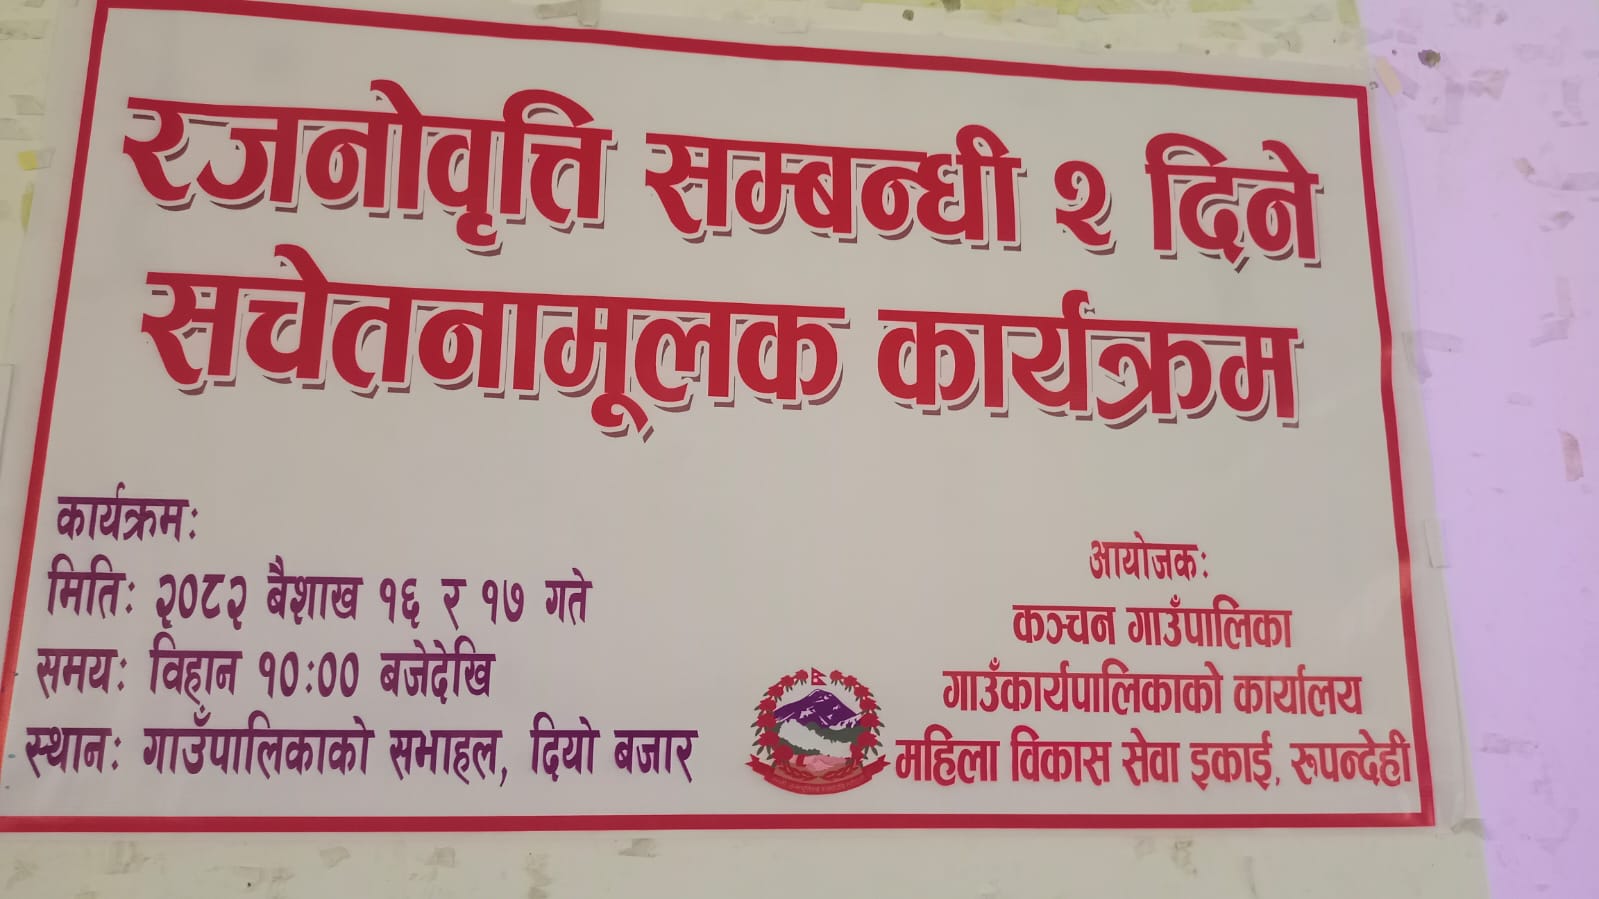 रजनोवृत्ति सम्बन्धी २ दिने
सचेतनामूलक कार्यक्रम
कार्यक्रमः
मितिः २०८२ बैशाख १६ र १७ गते
समयः विहान १०:०० बजेदेखि
स्थानः गाउँपालिकाको सभाहल, दियो बजार
आयोजकः
कञ्चन गाउँपालिका
गाउँकार्यपालिकाको कार्यालय
महिला विकास सेवा इकाई, रुपन्देही